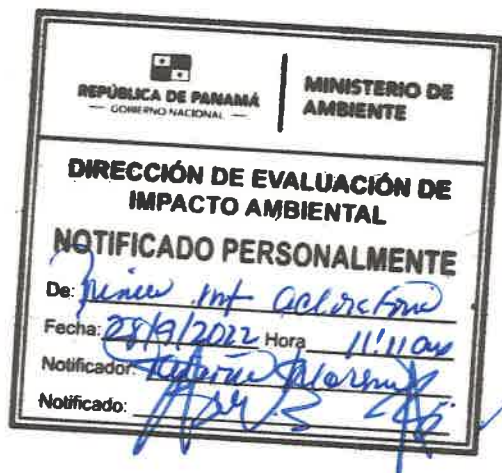 REPÚBLICA DE PANAMÁ
— GOBIERNO NACIONAL —
MINISTERIO DE
AMBIENTE
DIRECCIÓN DE EVALUACIÓN DE
IMPACTO AMBIENTAL
NOTIFICADO PERSONALMENTE
De:
Fecha: 28/9/2022 Hora 11:11 am
Notificador:
Notificado: